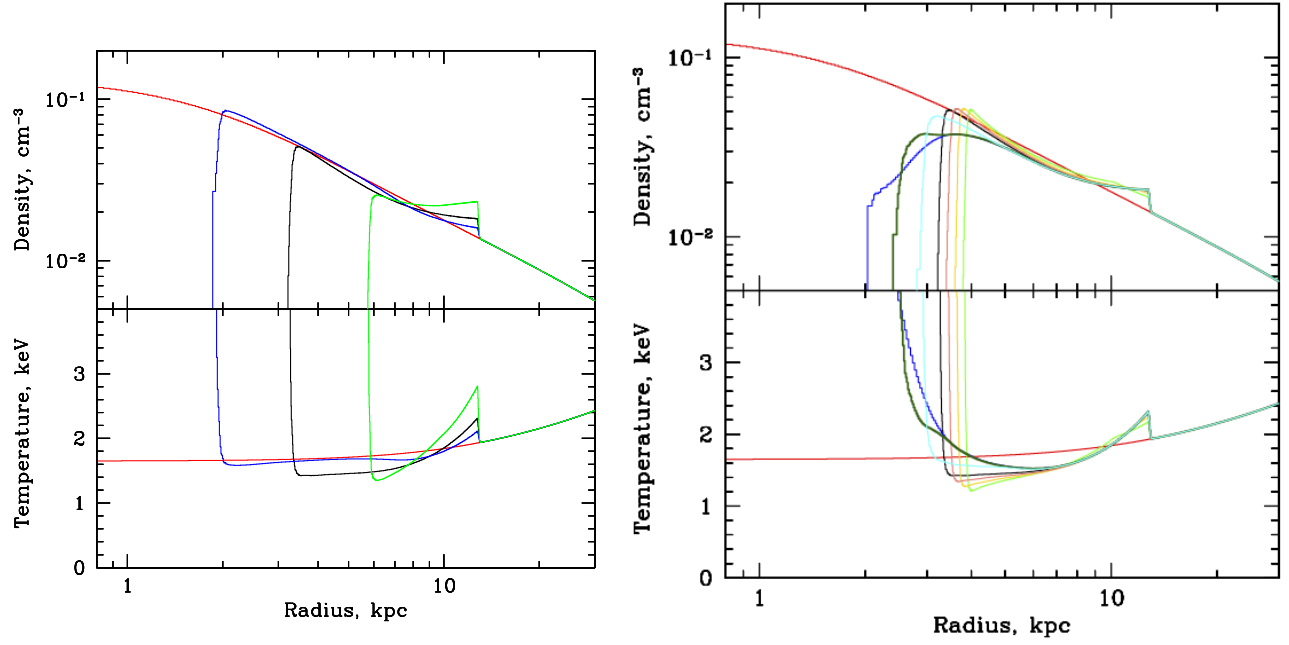 Density, cm⁻³
10⁻¹
10⁻²
Temperature, keV
3
2
1
0
1
10
Radius, kpc
Density, cm⁻³
10⁻¹
10⁻²
Temperature, keV
3
2
1
0
1
10
Radius, kpc